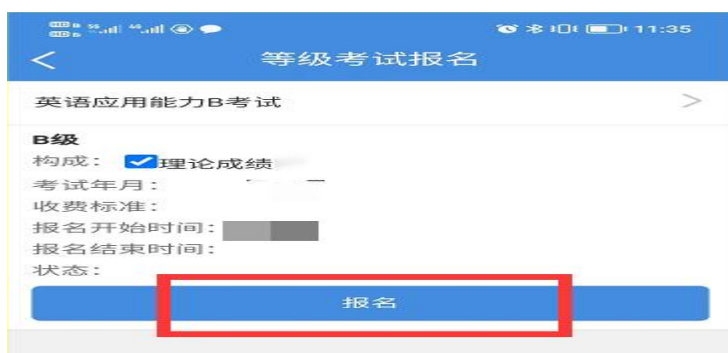 11:35
等级考试报名
英语应用能力B考试
B级
构成： 理论成绩
考试年月：
收费标准：
报名开始时间：
报名结束时间：
状态：
报名